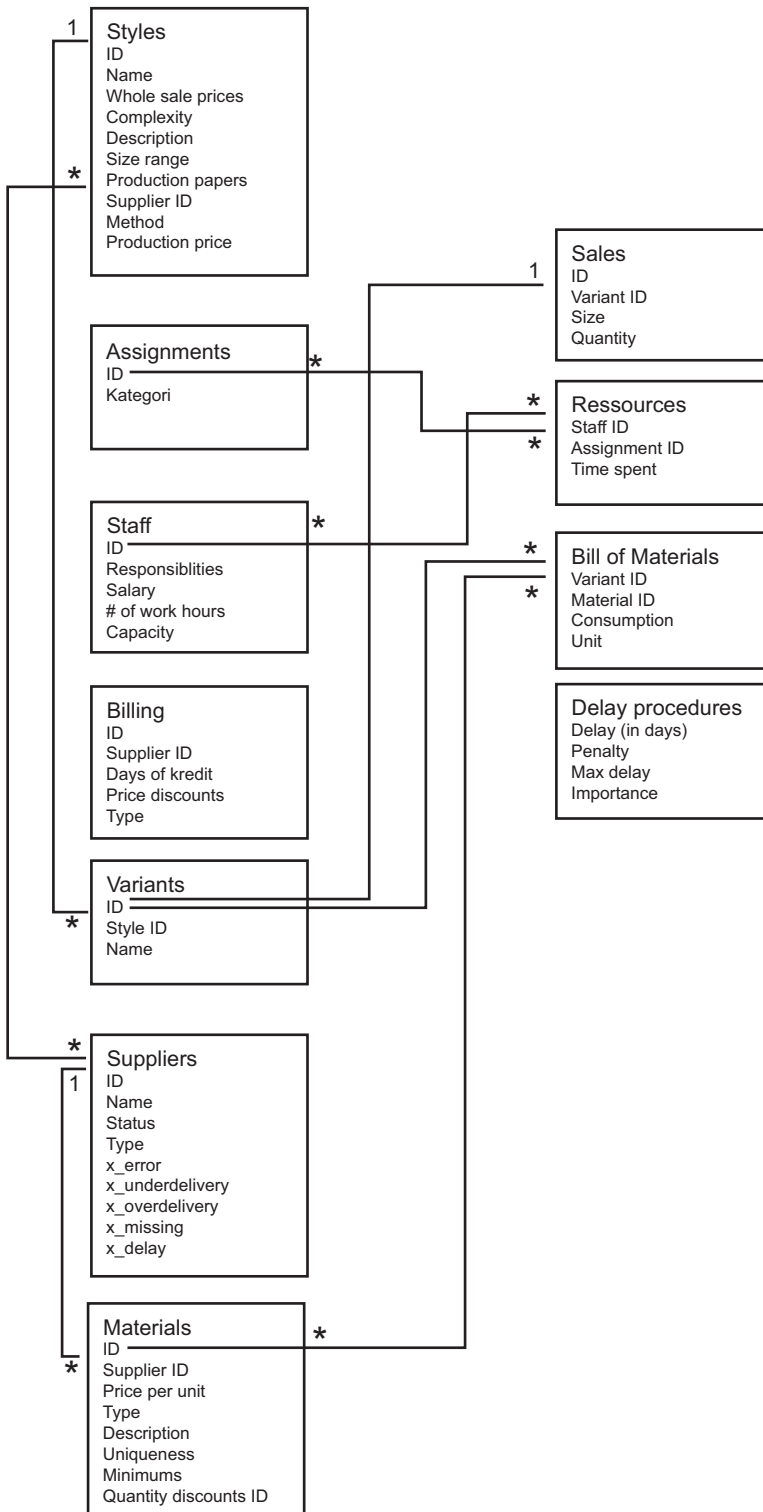 1
Styles
ID
Name
Whole sale prices
Complexity
Description
Size range
*
Production papers
Supplier ID
Method
Production price
Assignments
ID
*
Kategori
Staff
*
ID
Responsiblities
Salary
# of work hours
Capacity
Billing
ID
Supplier ID
Days of kredit
Price discounts
Type
Variants
ID
*
Style ID
Name
*
Suppliers
1
ID
Name
Status
Type
x_error
x_underdelivery
x_overdelivery
x_missing
x_delay
Materials
*
ID
*
Supplier ID
Price per unit
Type
Description
Uniqueness
Minimums
Quantity discounts ID
Sales
1
ID
Variant ID
Size
Quantity
*
Ressources
Staff ID
*
Assignment ID
Time spent
*
Bill of Materials
Variant ID
*
Material ID
Consumption
Unit
Delay procedures
Delay (in days)
Penalty
Max delay
Importance